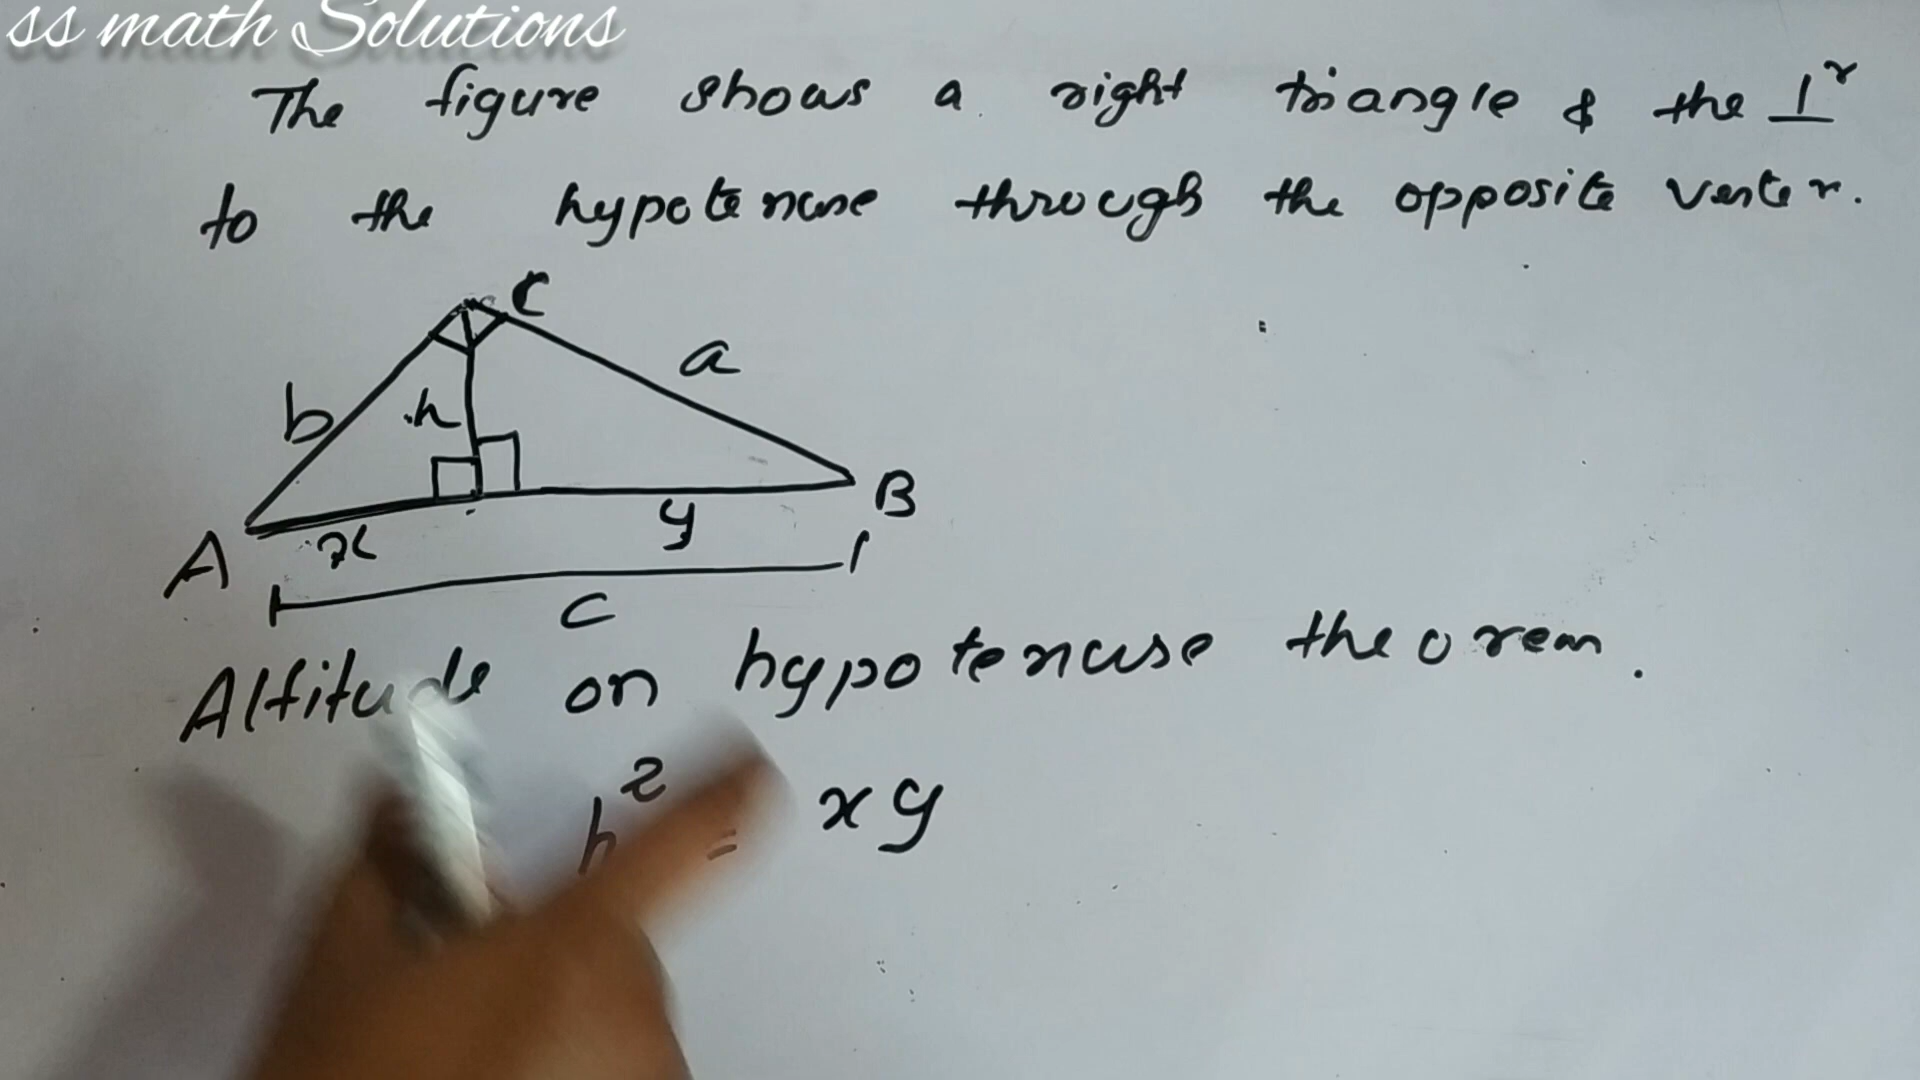 ss math Solutions
The figure shows a right triangle & the ⊥r
to the hypotenuse through the opposite vertex.
C
a
b
h
B
y
A
x
c
Altitude on hypotenuse theorem.
h² = xy